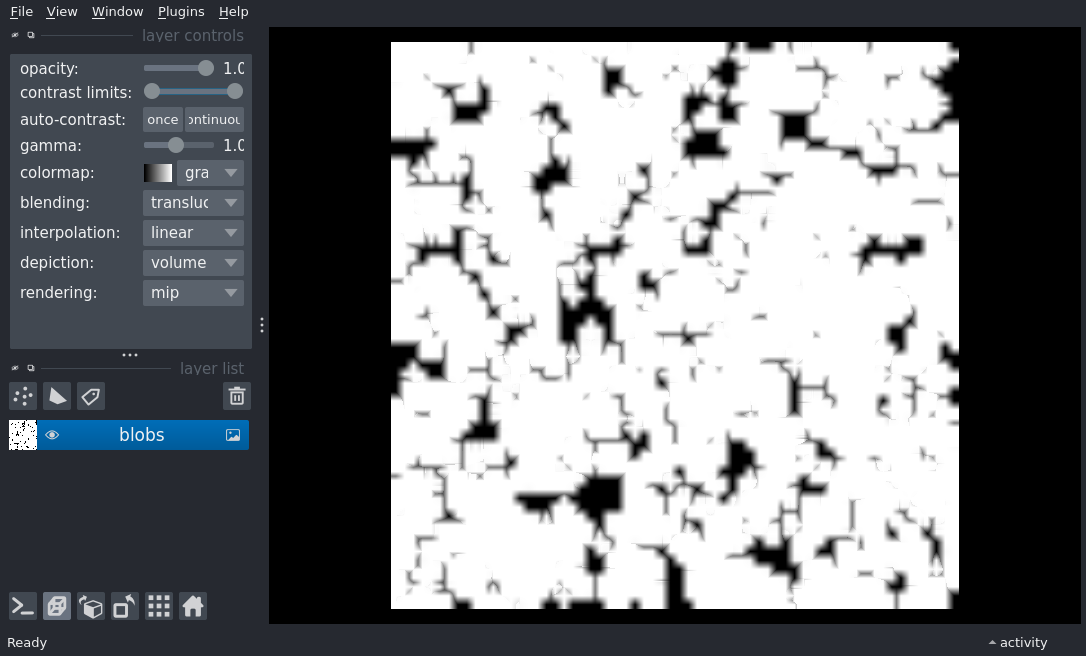 File View Window Plugins Help
layer controls
opacity: 1.0
contrast limits:
auto-contrast: once ontinuou
gamma: 1.0
colormap: gra
blending: transluc
interpolation: linear
depiction: volume
rendering: mip
layer list
blobs
Ready activity